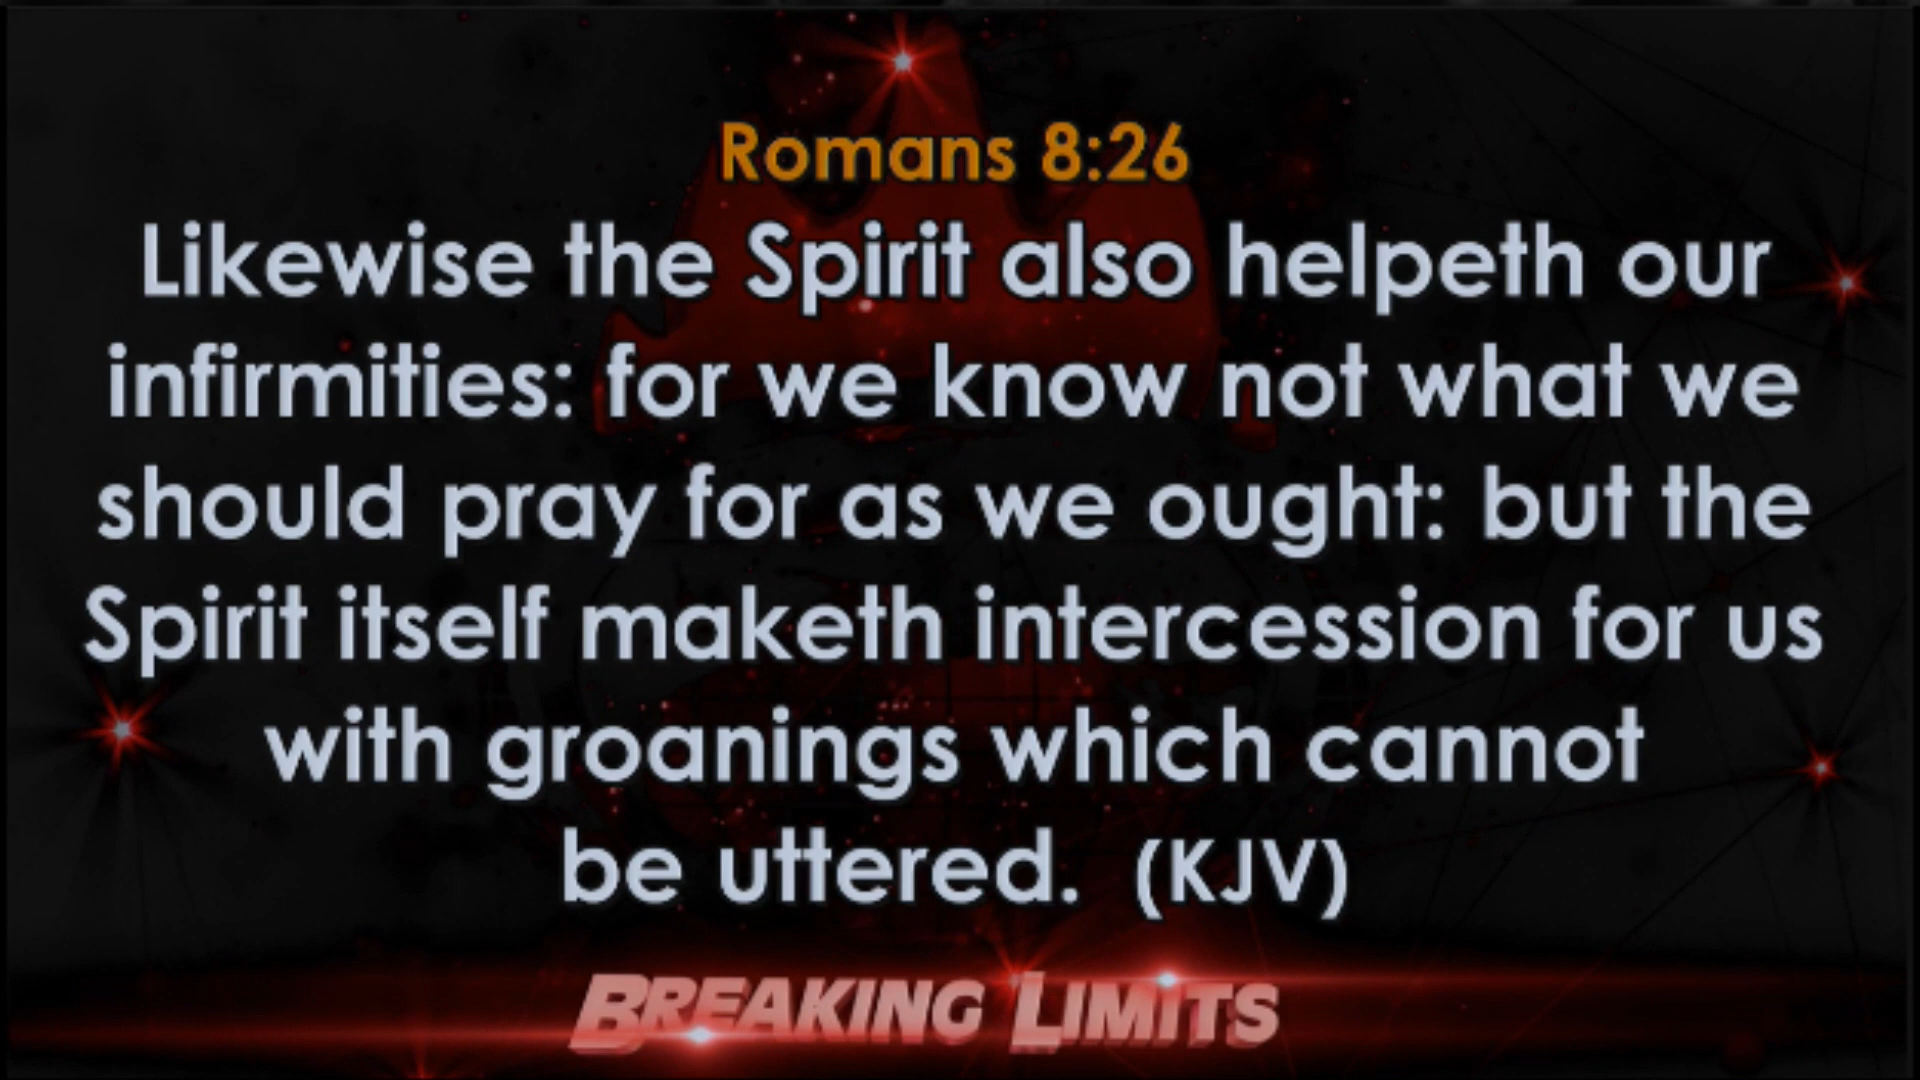 Romans 8:26
Likewise the Spirit also helpeth our
infirmities: for we know not what we
should pray for as we ought: but the
Spirit itself maketh intercession for us
with groanings which cannot
be uttered.  (KJV)
BREAKING LIMITS